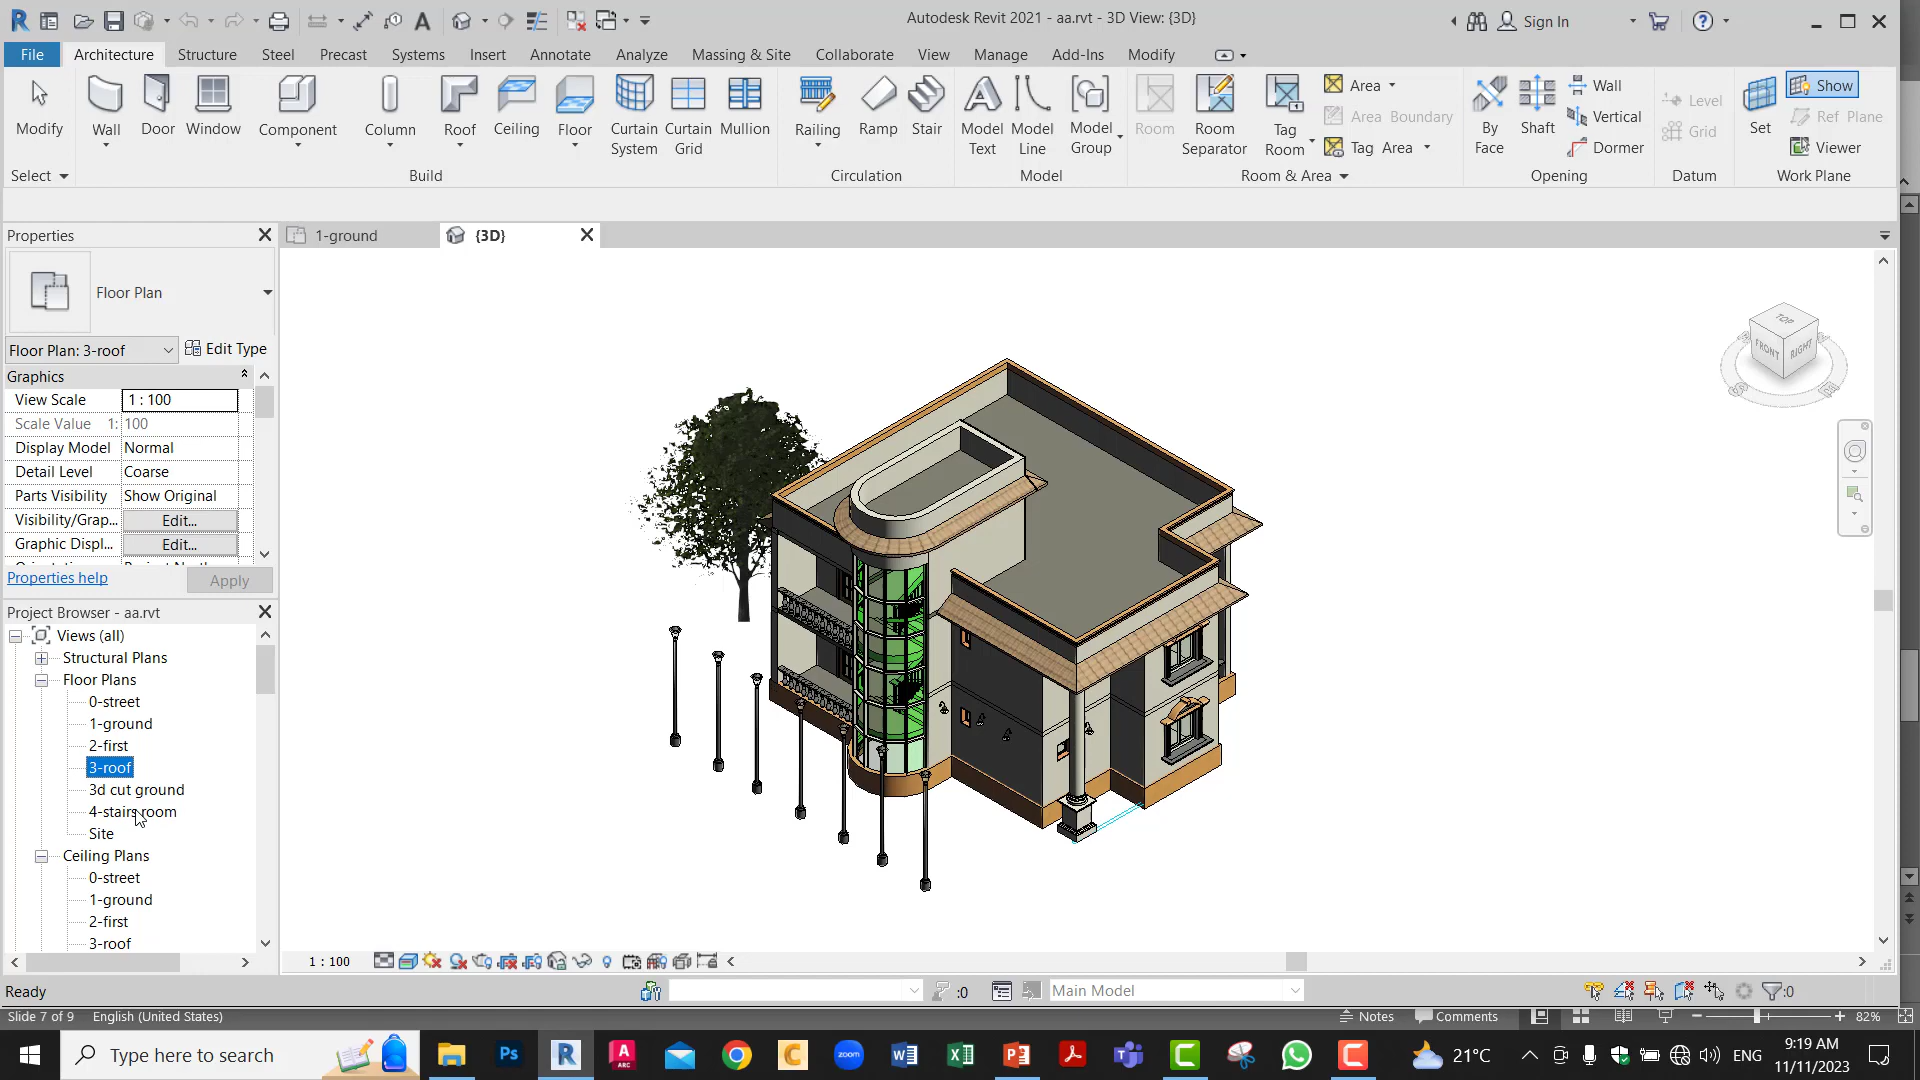 Autodesk Revit 2021 - aa.rvt - 3D View: {3D}
Sign In
File Architecture Structure Steel Precast Systems Insert Annotate Analyze Massing & Site Collaborate View Manage Add-Ins Modify
Modify
Wall
Door
Window
Component
Column
Roof
Ceiling
Floor
Curtain System
Curtain Grid
Mullion
Railing
Ramp
Stair
Model Text
Model Line
Model Group
Room
Room Separator
Tag Room
Area
Area Boundary
Tag Area
By Face
Shaft
Wall
Vertical
Dormer
Level
Grid
Set
Show
Ref Plane
Viewer
Select
Build
Circulation
Model
Room & Area
Opening
Datum
Work Plane
Properties
1-ground
{3D}
Floor Plan
Floor Plan: 3-roof
Edit Type
Graphics
View Scale 1 : 100
Scale Value 1: 100
Display Model Normal
Detail Level Coarse
Parts Visibility Show Original
Visibility/Grap... Edit...
Graphic Displ... Edit...
Properties help
Apply
TOP
FRONT
RIGHT
Project Browser - aa.rvt
Views (all)
Structural Plans
Floor Plans
0-street
1-ground
2-first
3-roof
3d cut ground
4-stairs room
Site
Ceiling Plans
0-street
1-ground
2-first
3-roof
1 : 100
Ready
:0
Main Model
:0
Slide 7 of 9
English (United States)
Notes
Comments
82%
Type here to search
21°C
ENG
9:19 AM
11/11/2023